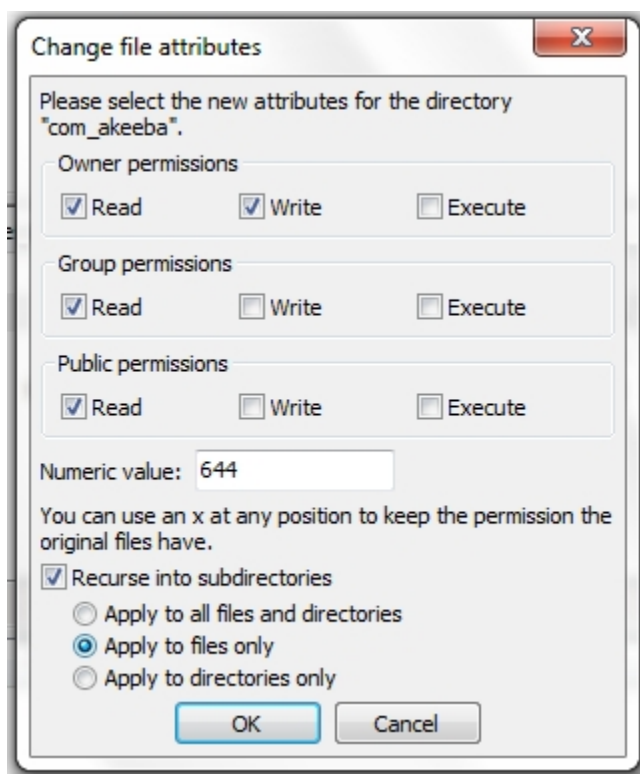 Change file attributes
Please select the new attributes for the directory
"com_akeeba".
Owner permissions
Read Write Execute
Group permissions
Read Write Execute
Public permissions
Read Write Execute
Numeric value: 644
You can use an x at any position to keep the permission the
original files have.
Recurse into subdirectories
Apply to all files and directories
Apply to files only
Apply to directories only
OK Cancel